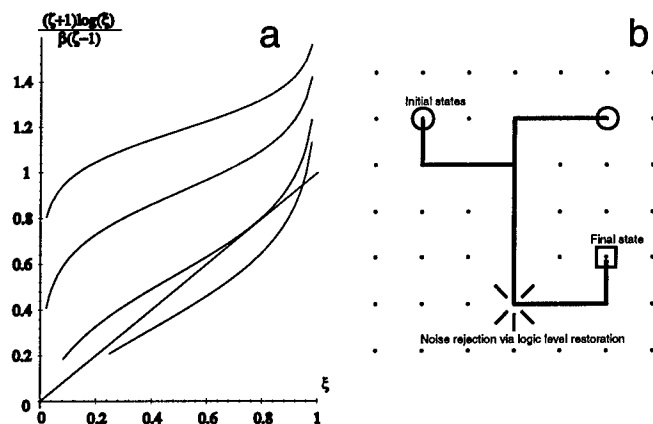 (ζ+1)log(ξ)
β(ζ-1)
a
b
1.4
1.2
1
0.8
0.6
0.4
0.2
0
0.2
0.4
0.6
0.8
1
ξ
Initial states
Final state
Noise rejection via logic level restoration